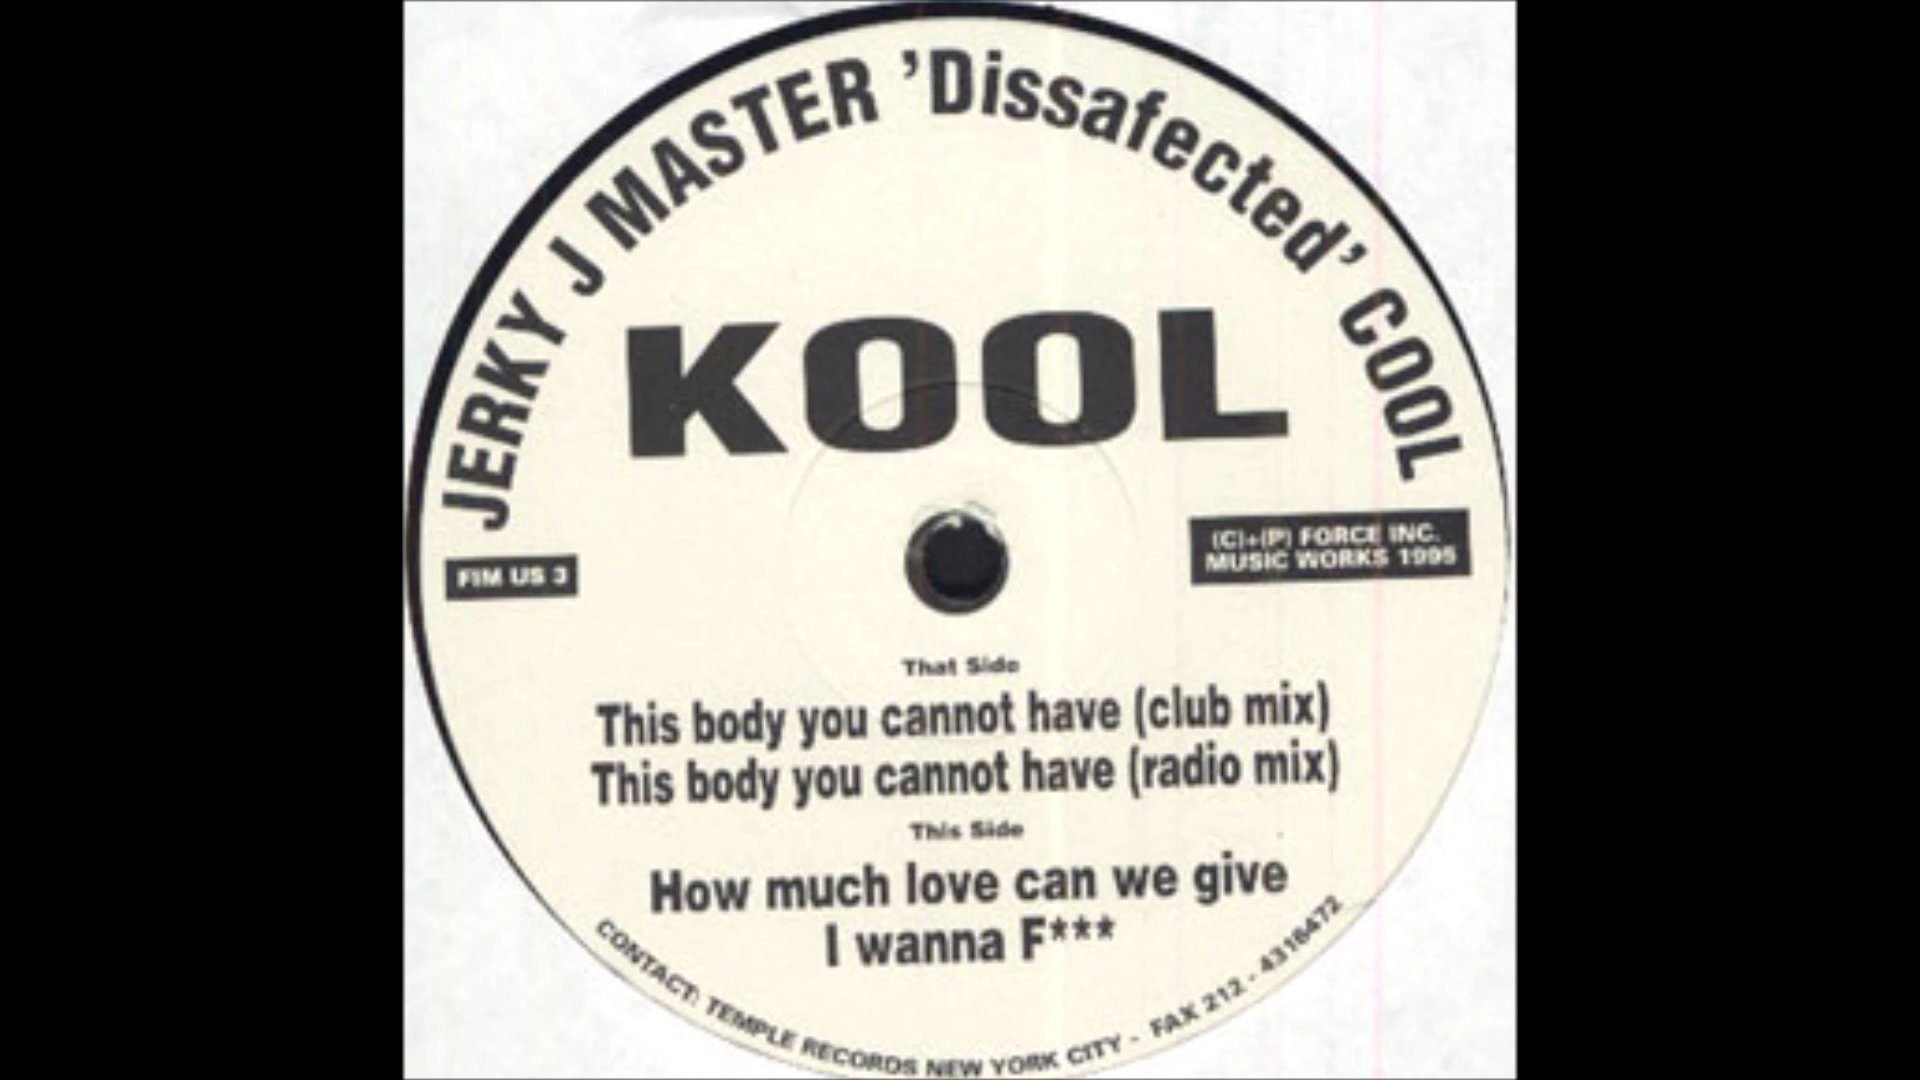 JERKY J MASTER 'Dissafected' COOL
KOOL
FIM US 3
(C)+(P) FORCE INC.
MUSIC WORKS 1995
That Side
This body you cannot have (club mix)
This body you cannot have (radio mix)
This Side
How much love can we give
I wanna F***
CONTACT: TEMPLE RECORDS NEW YORK CITY - FAX 212 - 4316472